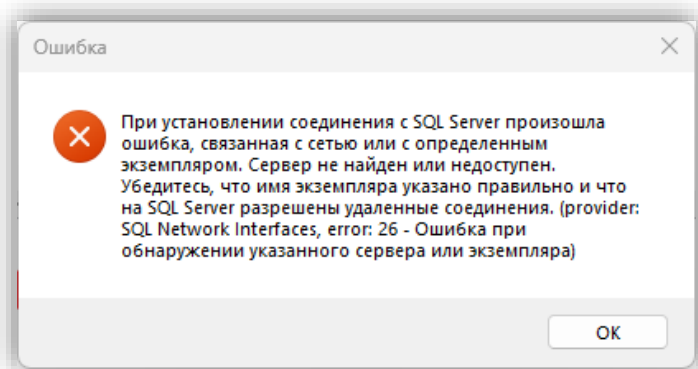 Ошибка
При установлении соединения с SQL Server произошла
ошибка, связанная с сетью или с определенным
экземпляром. Сервер не найден или недоступен.
Убедитесь, что имя экземпляра указано правильно и что
на SQL Server разрешены удаленные соединения. (provider:
SQL Network Interfaces, error: 26 - Ошибка при
обнаружении указанного сервера или экземпляра)
ОК